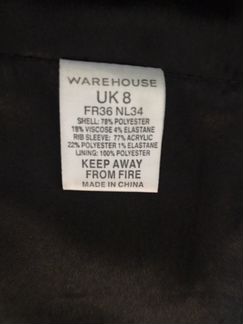 WAREHOUSE
UK 8
FR36 NL34
SHELL: 78% POLYESTER
18% VISCOSE 4% ELASTANE
RIB SLEEVE: 77% ACRYLIC
22% POLYESTER 1% ELASTANE
LINING: 100% POLYESTER
KEEP AWAY
FROM FIRE
MADE IN CHINA